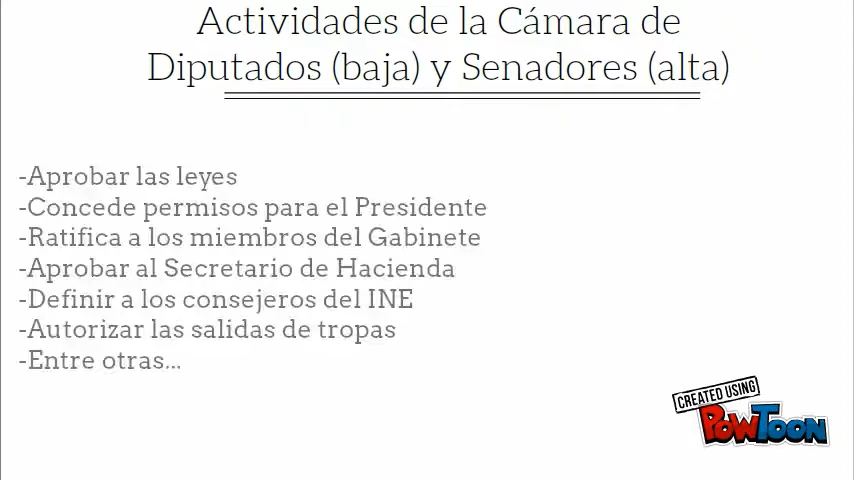 Actividades de la Cámara de
Diputados (baja) y Senadores (alta)
-Aprobar las leyes
-Concede permisos para el Presidente
-Ratifica a los miembros del Gabinete
-Aprobar al Secretario de Hacienda
-Definir a los consejeros del INE
-Autorizar las salidas de tropas
-Entre otras...
CREATED USING
POWTOON